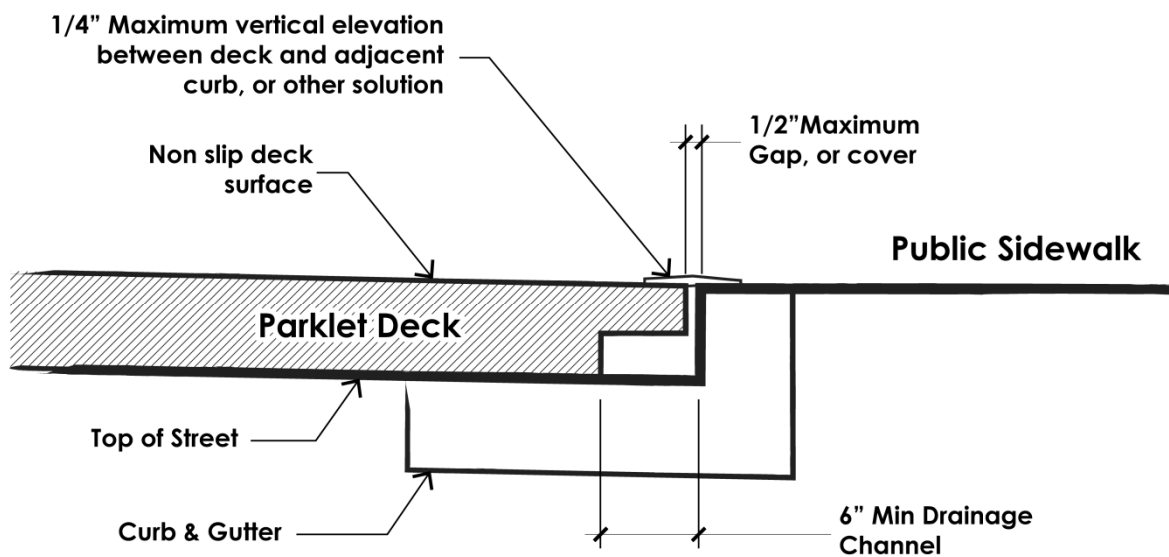 1/4” Maximum vertical elevation
between deck and adjacent
curb, or other solution
1/2”Maximum
Gap, or cover
Non slip deck
surface
Public Sidewalk
Parklet Deck
Top of Street
Curb & Gutter
6” Min Drainage
Channel